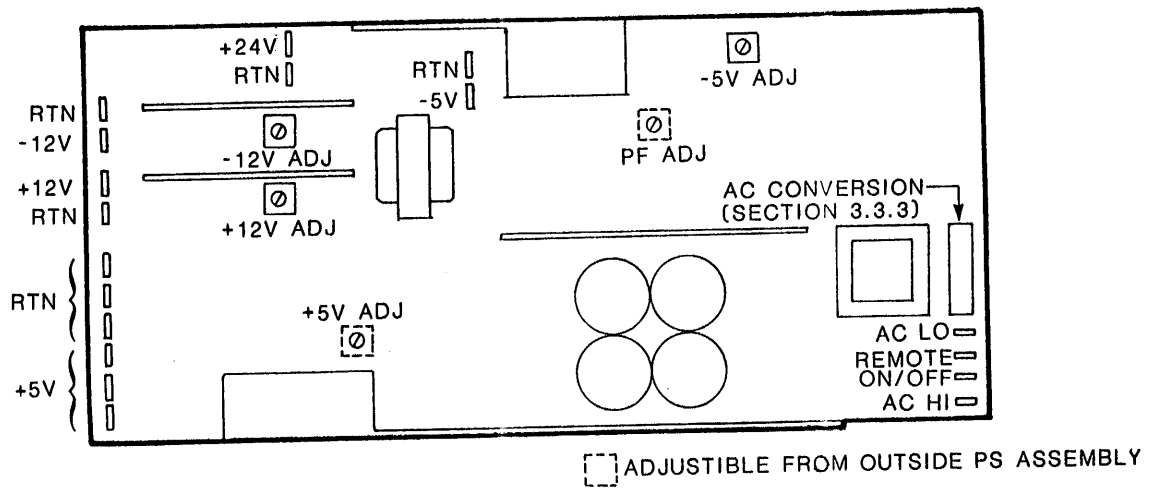 +24V
RTN
RTN
-5V
-5V ADJ
RTN
-12V
-12V ADJ
PF ADJ
+12V
RTN
+12V ADJ
AC CONVERSION
(SECTION 3.3.3)
RTN
+5V ADJ
+5V
AC LO
REMOTE
ON/OFF
AC HI
ADJUSTIBLE FROM OUTSIDE PS ASSEMBLY